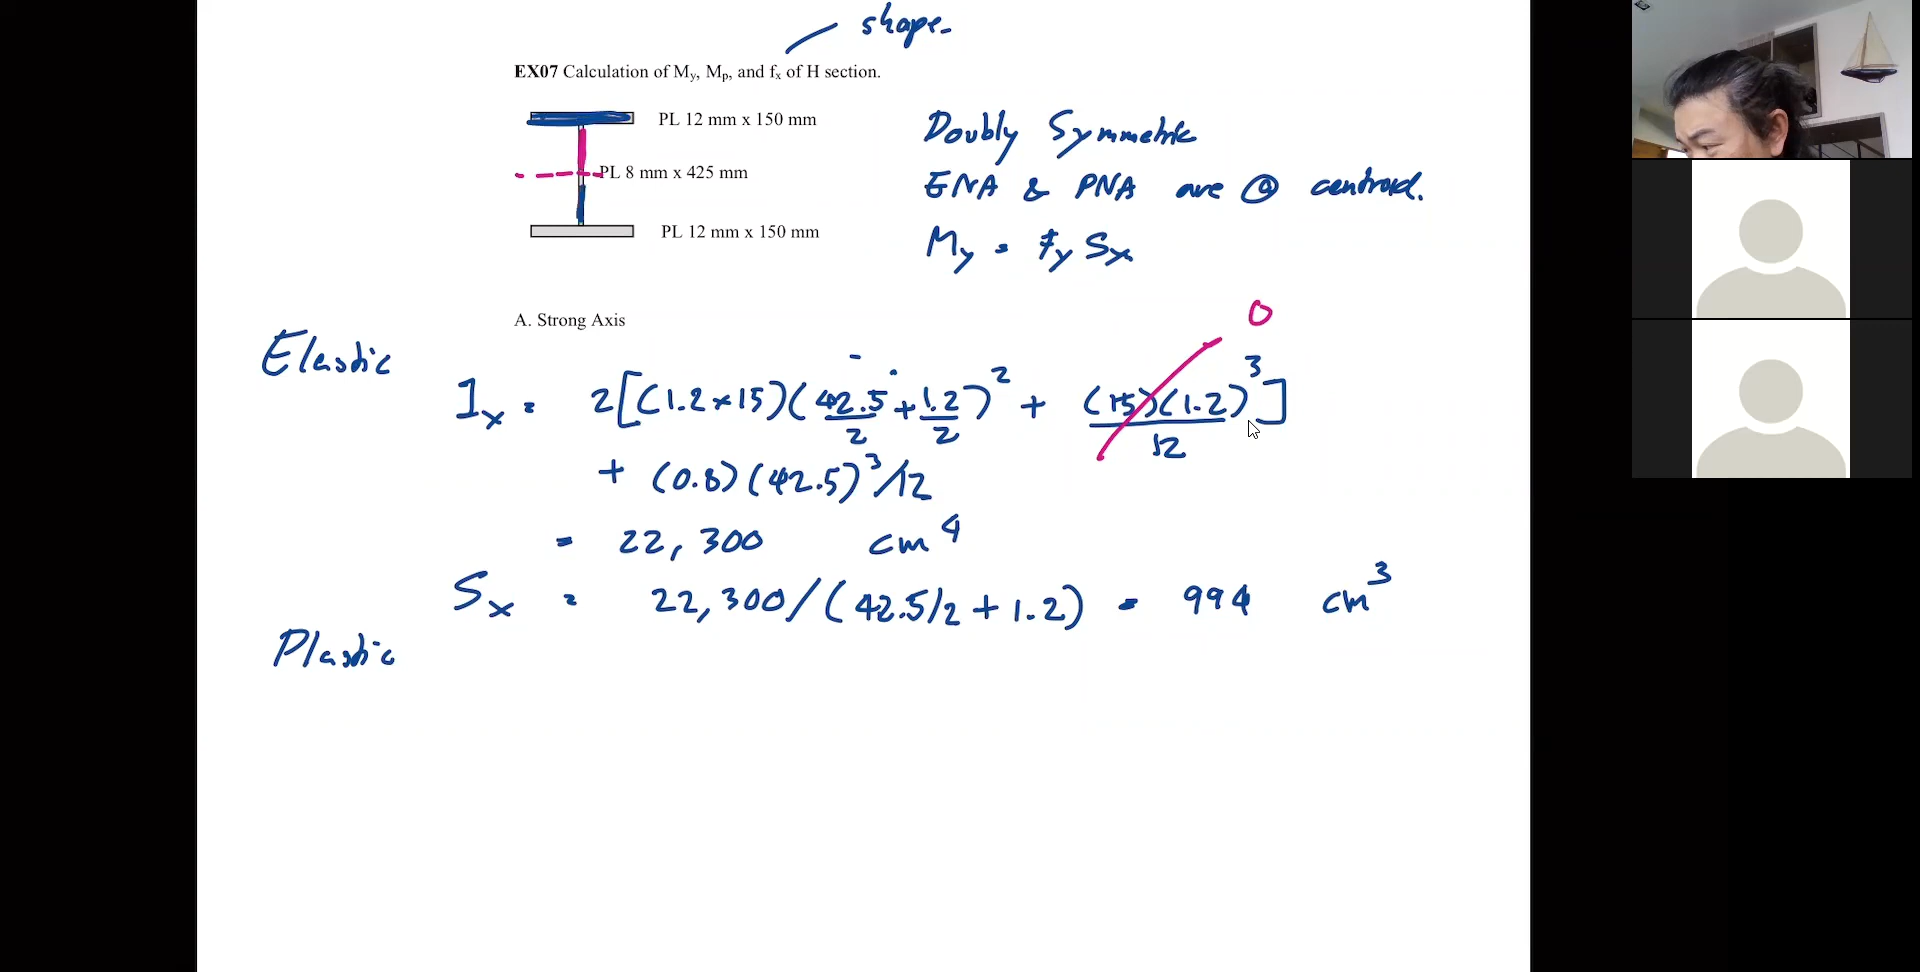 shape.
EX07 Calculation of My, Mp, and fx of H section.
PL 12 mm x 150 mm
PL 8 mm x 425 mm
PL 12 mm x 150 mm
Doubly Symmetric
ENA & PNA are @ centroid.
My = Fy Sx
A. Strong Axis
0
Elastic
Ix = 2[(1.2×15)(42.5/2 + 1.2/2)² + (15)(1.2)³/12]
+ (0.8)(42.5)³/12
= 22,300 cm⁴
Sx = 22,300/(42.5/2 + 1.2) = 994 cm³
Plastic